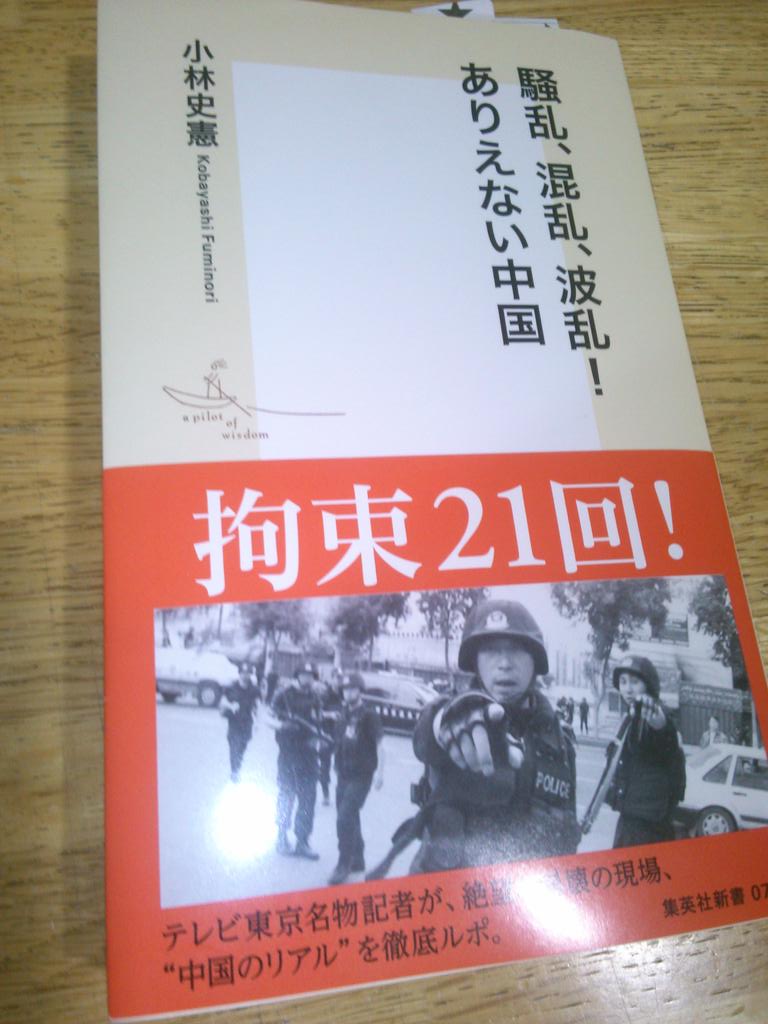 騒乱、混乱、波乱！
ありえない中国
小林史憲 Kobayashi Fuminori
a pilot of wisdom
拘束21回！
POLICE
テレビ東京名物記者が、絶 の現場、
“中国のリアル”を徹底ルポ。
集英社新書 07